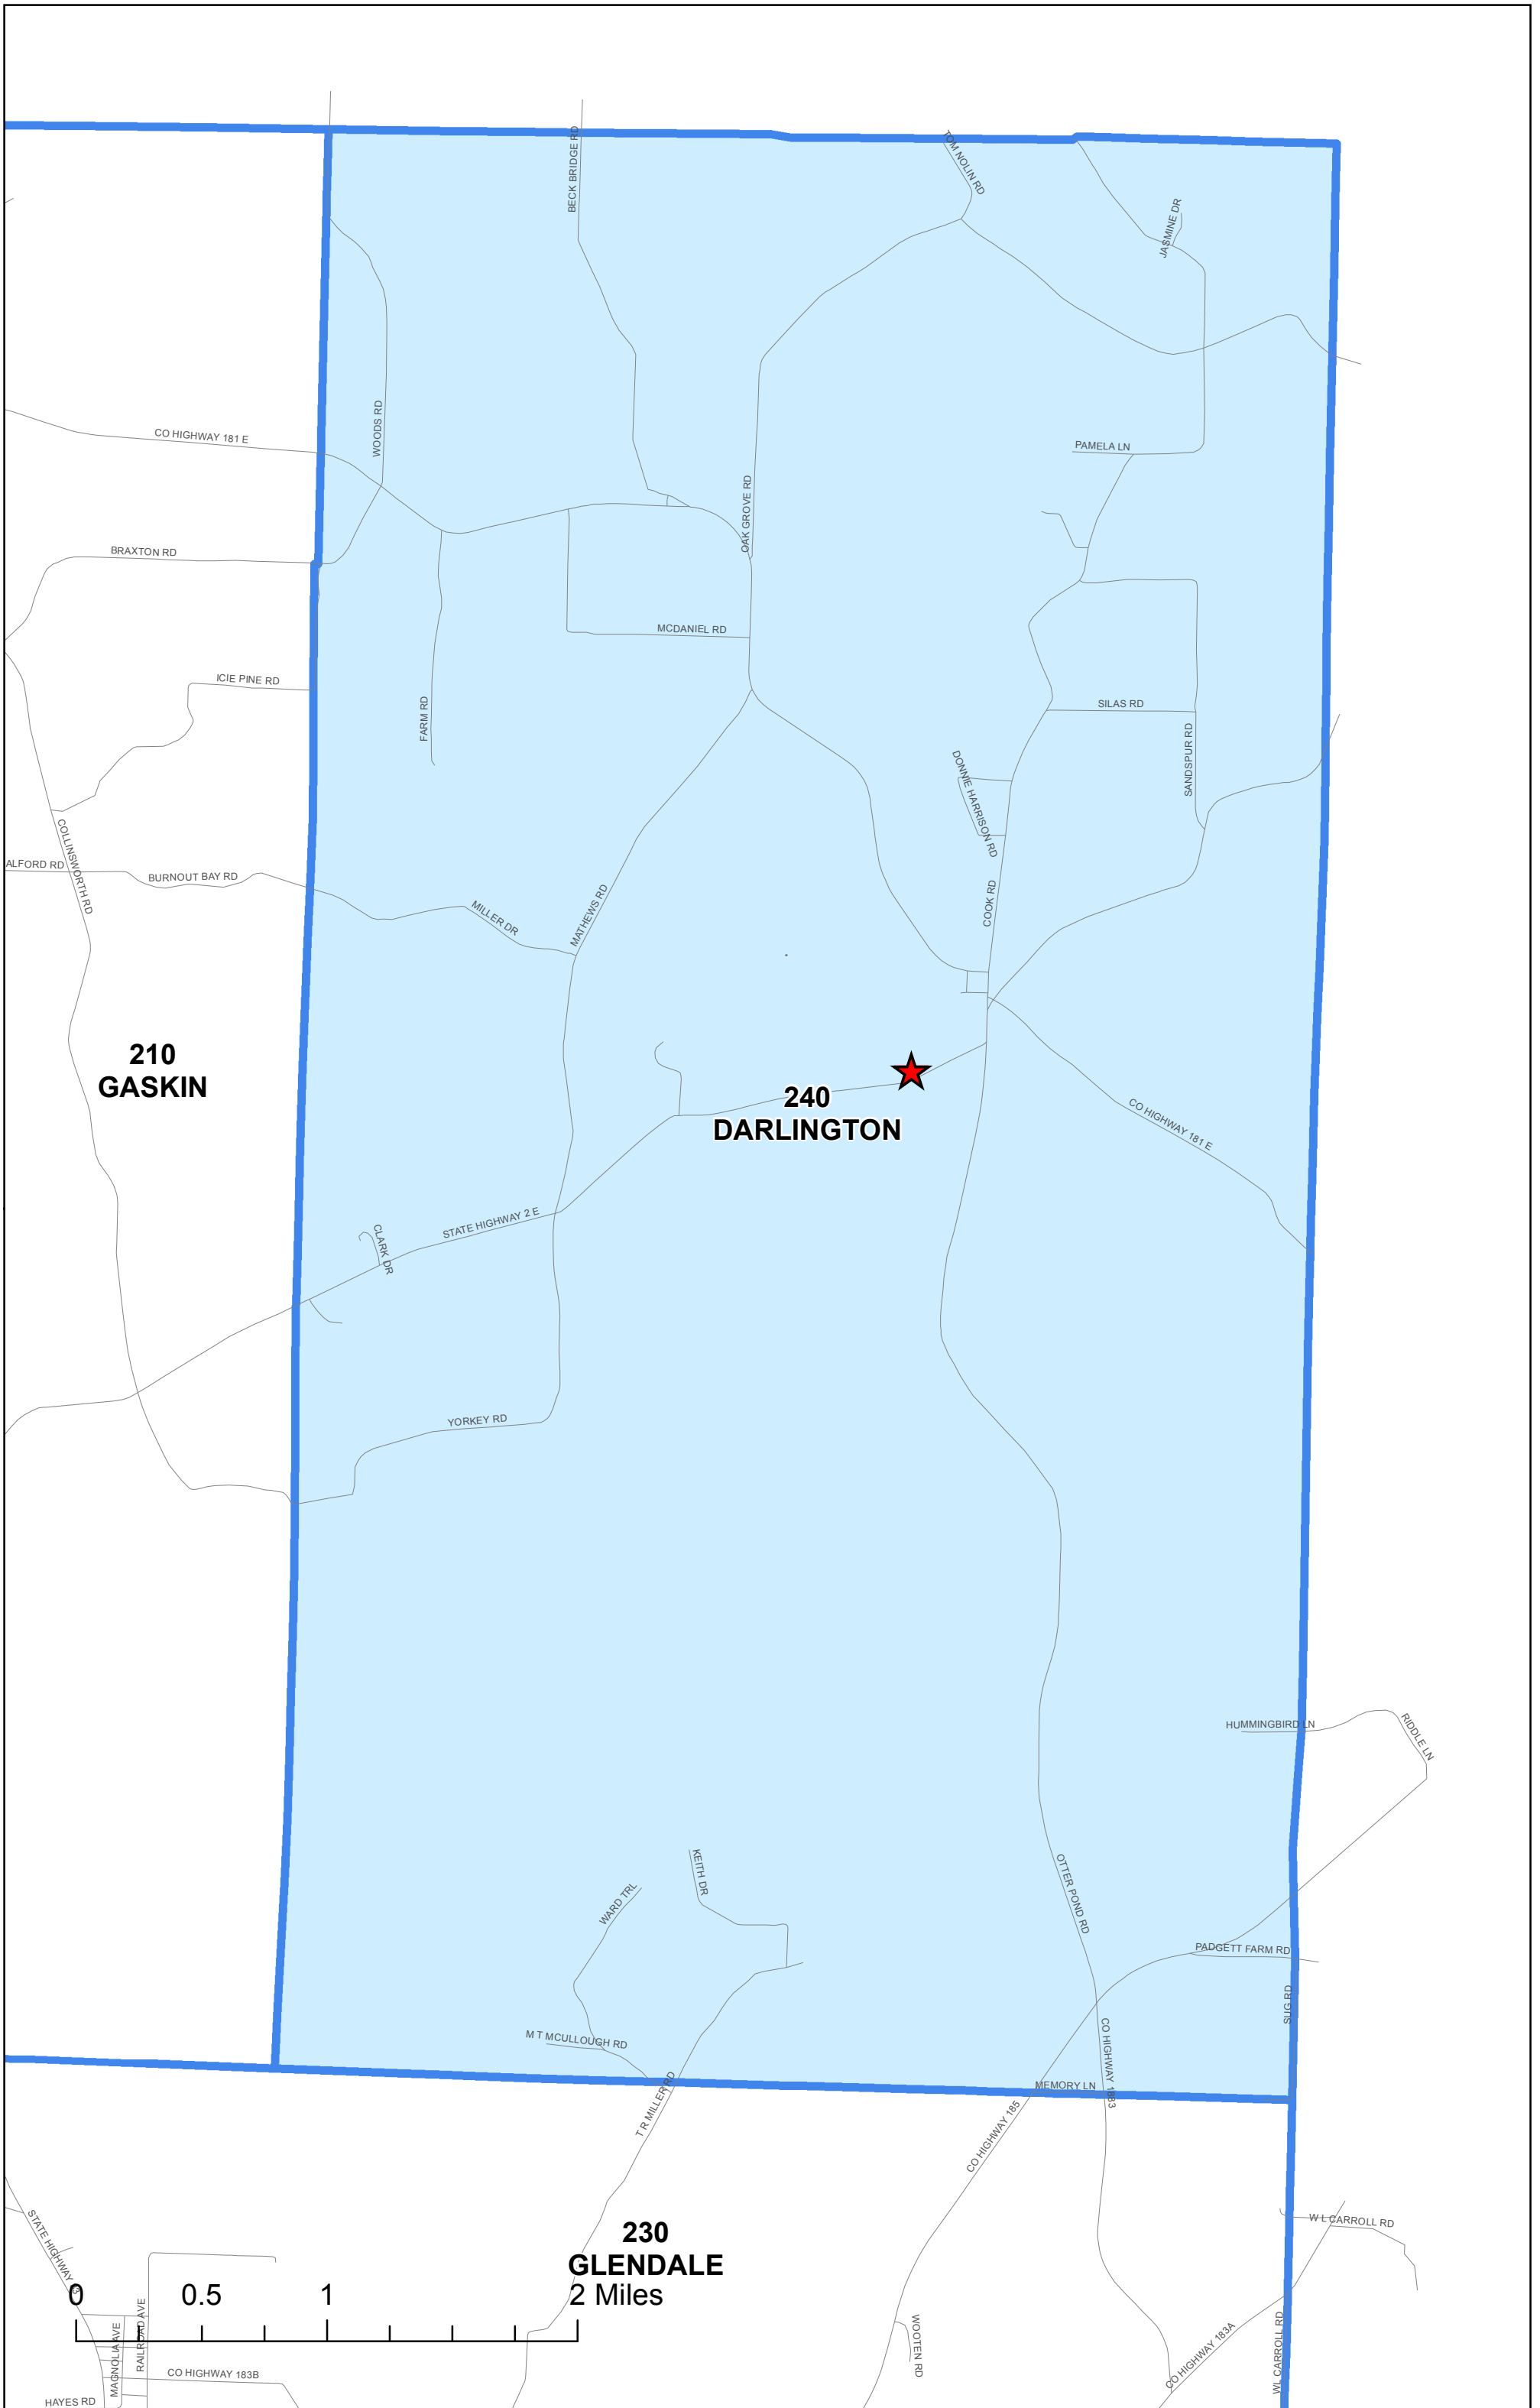 BECK BRIDGE RD
TOM NOLIN RD
JASMINE DR
CO HIGHWAY 181 E
WOODS RD
PAMELA LN
OAK GROVE RD
BRAXTON RD
MCDANIEL RD
ICIE PINE RD
FARM RD
SILAS RD
SANDSPUR RD
DONNIE HARRISON RD
COLLINSWORTH RD
ALFORD RD
BURNOUT BAY RD
MILLER DR
MATHEWS RD
COOK RD
210
GASKIN
240
DARLINGTON
CO HIGHWAY 181 E
STATE HIGHWAY 2 E
CLARK DR
YORKEY RD
HUMMINGBIRD LN
RIDDLE LN
KEITH DR
WARD TRL
OTTER POND RD
PADGETT FARM RD
SUG RD
M T MCULLOUGH RD
CO HIGHWAY 1883
MEMORY LN
T R MILLER RD
CO HIGHWAY 185
W L CARROLL RD
STATE HIGHWAY
230
GLENDALE
0 0.5 1 2 Miles
MAGNOLIA AVE
RAILROAD AVE
WOOTEN RD
CO HIGHWAY 183A
WL CARROLL RD
CO HIGHWAY 183B
HAYES RD